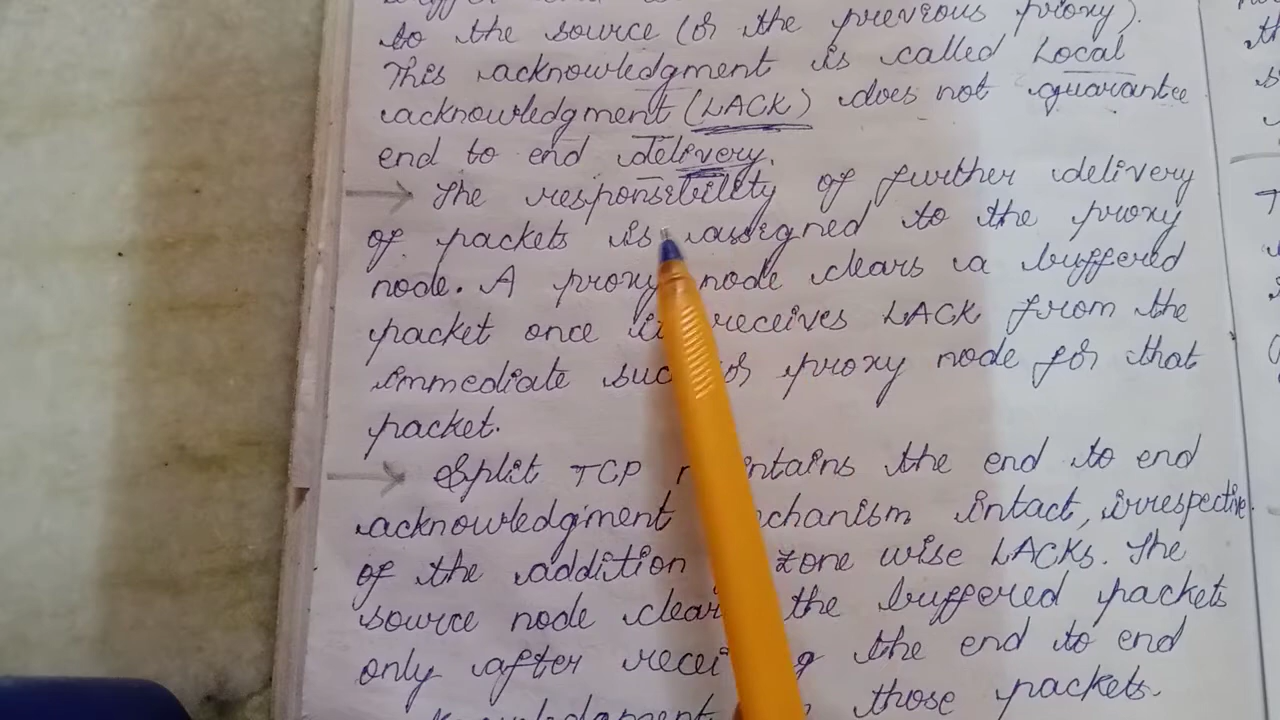 to the source (or the previous proxy).
This acknowledgment is called Local
acknowledgment (LACK) does not guarantee
end to end delivery.
→ The responsibility of further delivery
of packets is assigned to the proxy
node. A proxy node clears a buffered
packet once it receives LACK from the
immediate proxy node for that
packet.
→ Split TCP the end to end
acknowledgment intact, irrespective
of the addition zone wise LACKs. The
source node the buffered packets
only after the end to end
those packets.